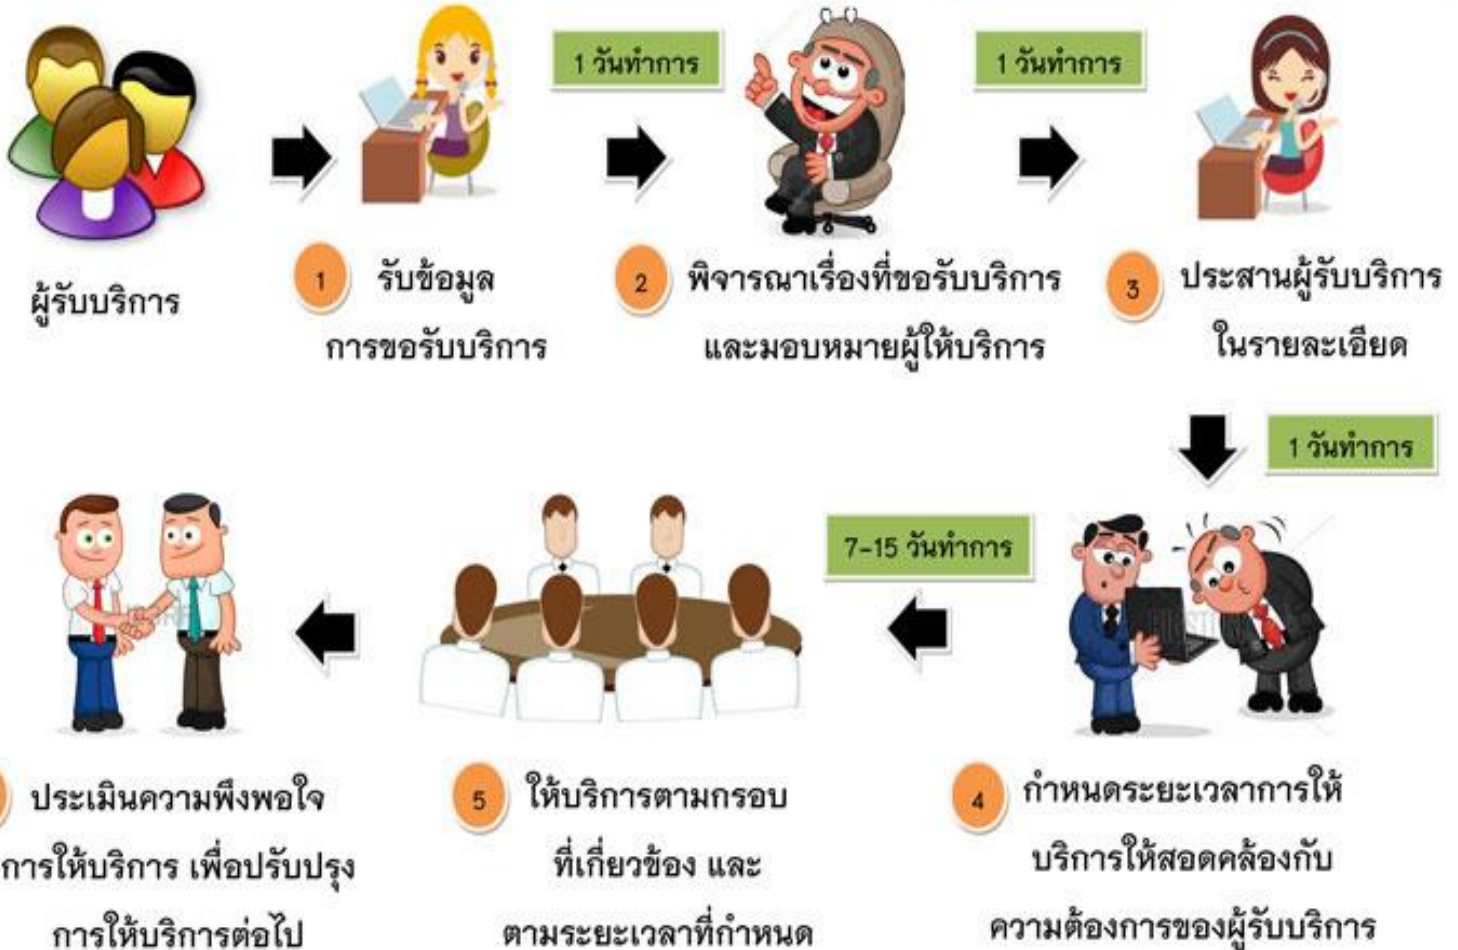 ผู้รับบริการ
1
รับข้อมูล
การขอรับบริการ
1 วันทำการ
2
พิจารณาเรื่องที่ขอรับบริการ
และมอบหมายผู้ให้บริการ
1 วันทำการ
3
ประสานผู้รับบริการ
ในรายละเอียด
1 วันทำการ
4
กำหนดระยะเวลาการให้
บริการให้สอดคล้องกับ
ความต้องการของผู้รับบริการ
7-15 วันทำการ
5
ให้บริการตามกรอบ
ที่เกี่ยวข้อง และ
ตามระยะเวลาที่กำหนด
ประเมินความพึงพอใจ
การให้บริการ เพื่อปรับปรุง
การให้บริการต่อไป